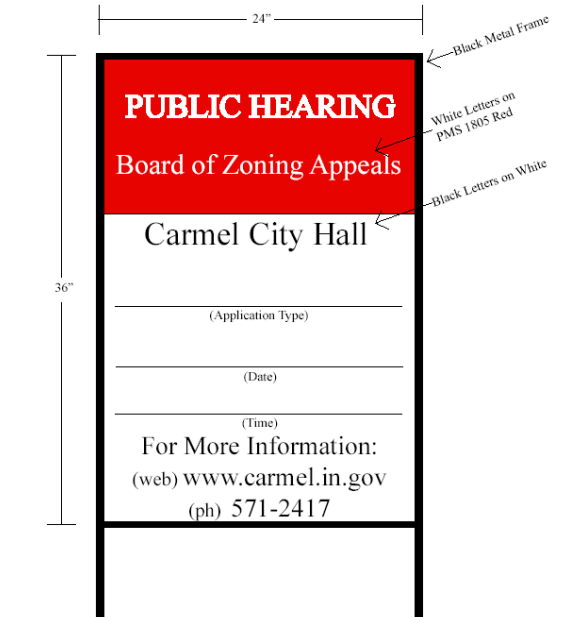 24”
Black Metal Frame
PUBLIC HEARING
White Letters on
PMS 1805 Red
Board of Zoning Appeals
Black Letters on White
Carmel City Hall
36”
(Application Type)
(Date)
(Time)
For More Information:
(web) www.carmel.in.gov
(ph) 571-2417